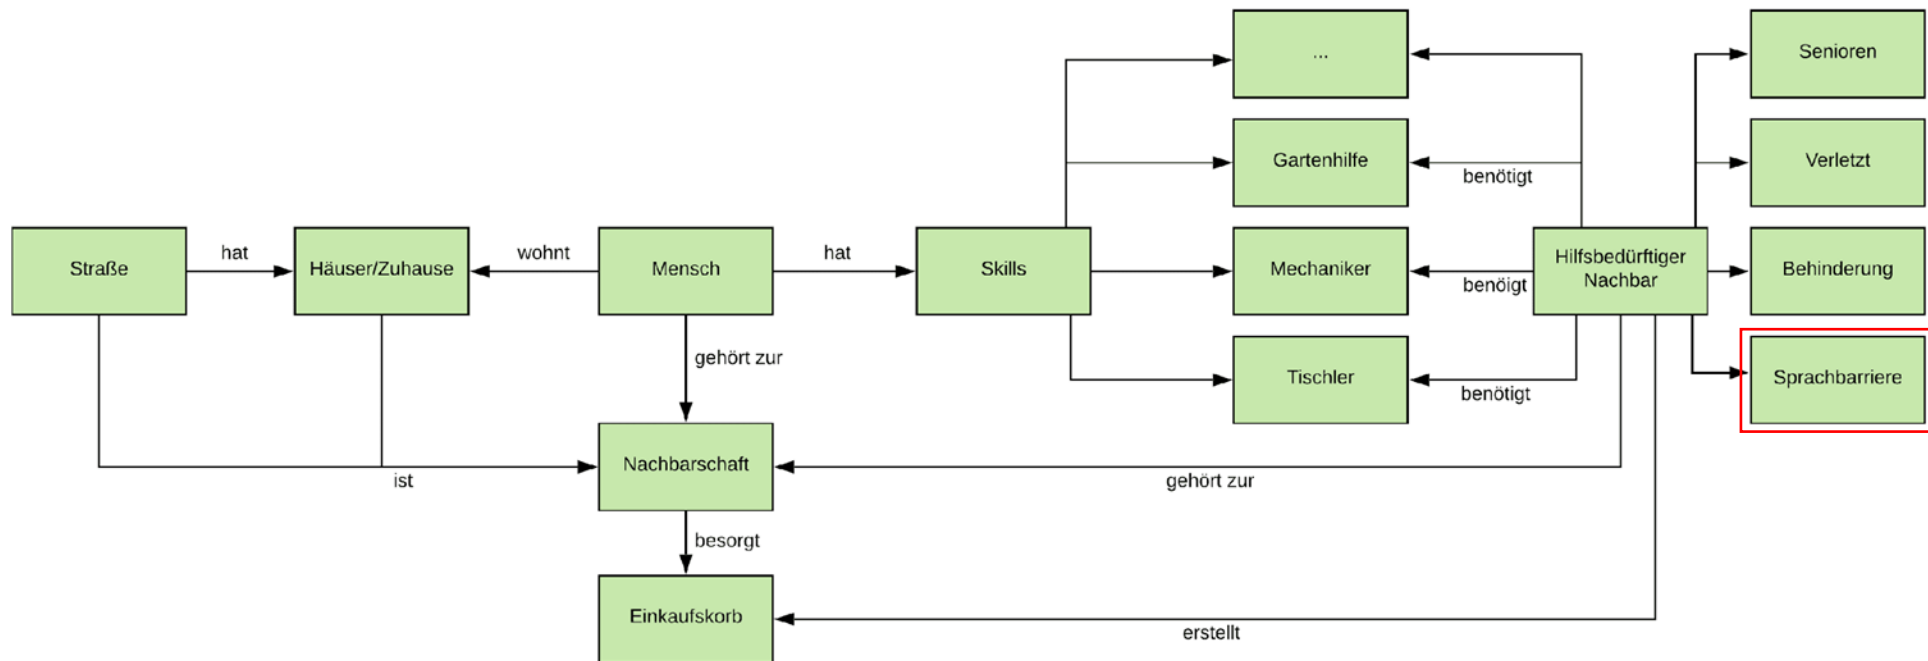 ...
Senioren
Gartenhilfe
benötigt
Verletzt
Straße
hat
Häuser/Zuhause
wohnt
Mensch
hat
Skills
Mechaniker
benöigt
Hilfsbedürftiger
Nachbar
Behinderung
gehört zur
Tischler
benötigt
Sprachbarriere
ist
Nachbarschaft
gehört zur
besorgt
Einkaufskorb
erstellt